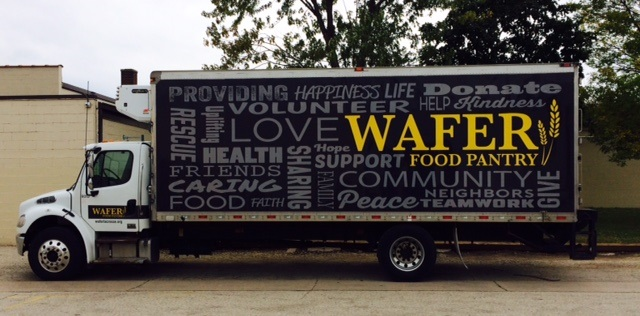 PROVIDING HAPPINESS LIFE Donate
Uplifting VOLUNTEER HELP Kindness
RESCUE LOVE WAFER
Hope
HEALTH SHARING SUPPORT FOOD PANTRY
FRIENDS FAMILY COMMUNITY GIVE
CARING NEIGHBORS
FOOD FAITH Peace TEAMWORK
WAFER